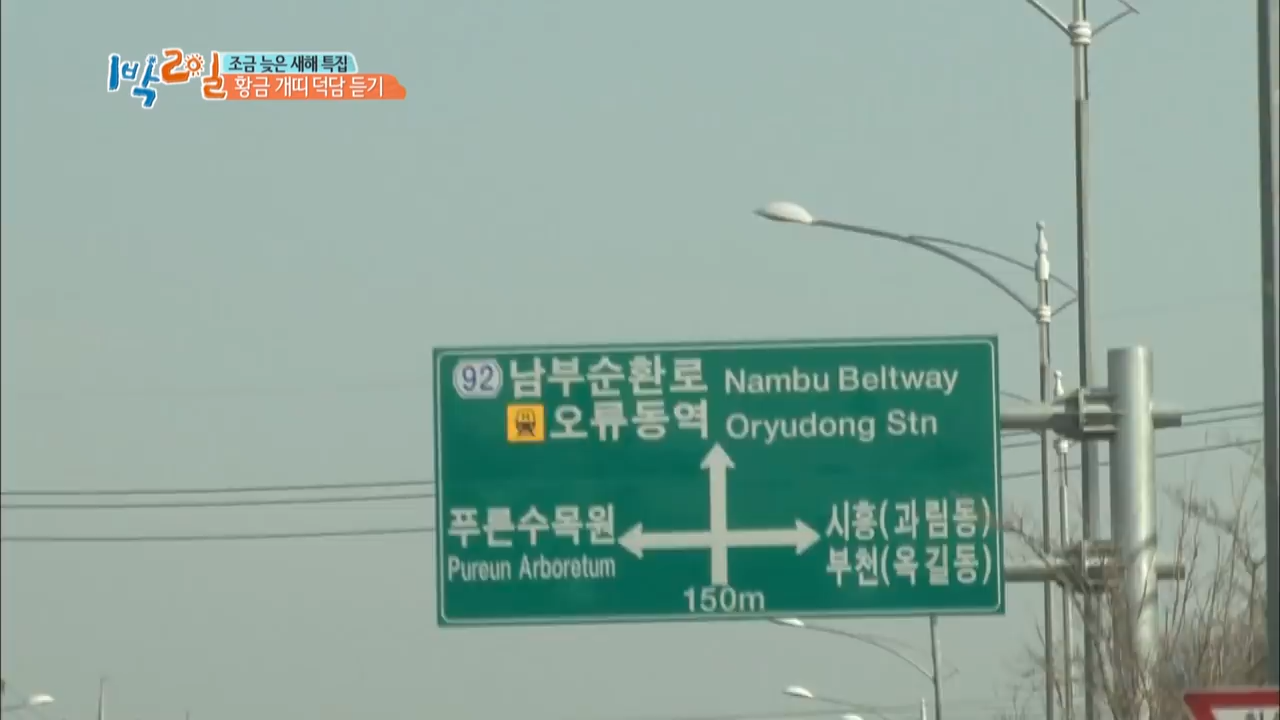 1박2일
조금 늦은 새해 특집
황금 개띠 덕담 듣기
92 남부순환로 Nambu Beltway
오류동역 Oryudong Stn
푸른수목원
Pureun Arboretum
시흥(과림동)
부천(옥길동)
150m